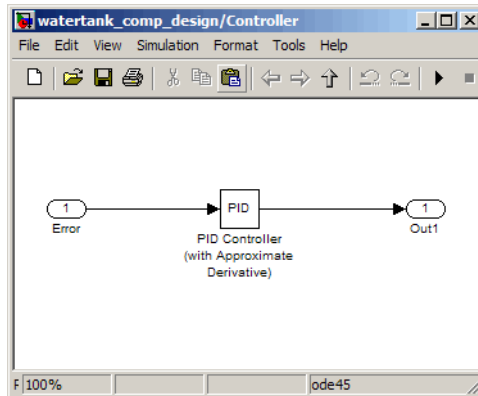 watertank_comp_design/Controller
File Edit View Simulation Format Tools Help
1 PID 1
Error Out1
PID Controller
(with Approximate
Derivative)
F 100% ode45